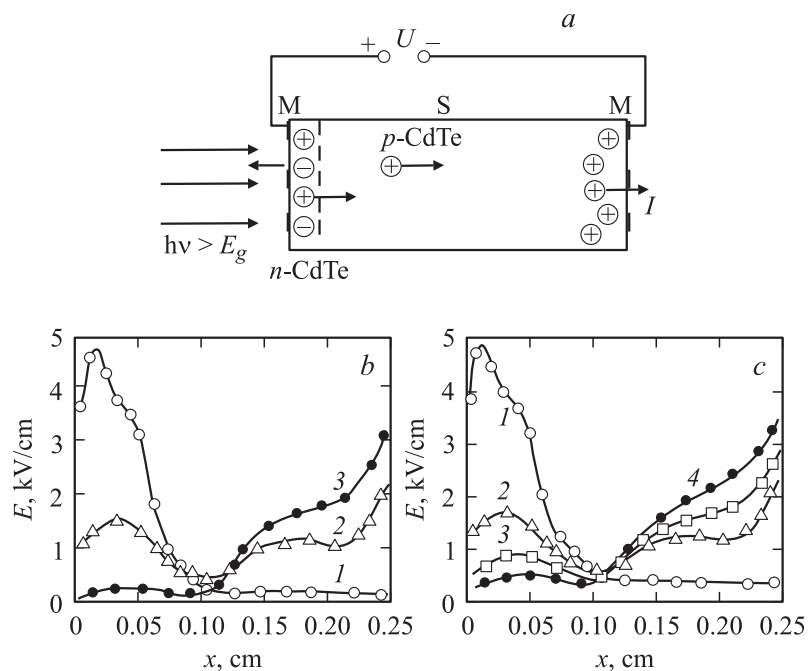 a
+ U −
M S M
+ p-CdTe +
− + +
+ + I
− + +
hν > E_g
n-CdTe
5 b
4
3
2
1
0
3
2
1
E, kV/cm
0 0.05 0.10 0.15 0.20 0.25
x, cm
5 c
4
3
2
1
0
1
2
3
4
3
2
E, kV/cm
0 0.05 0.10 0.15 0.20 0.25
x, cm